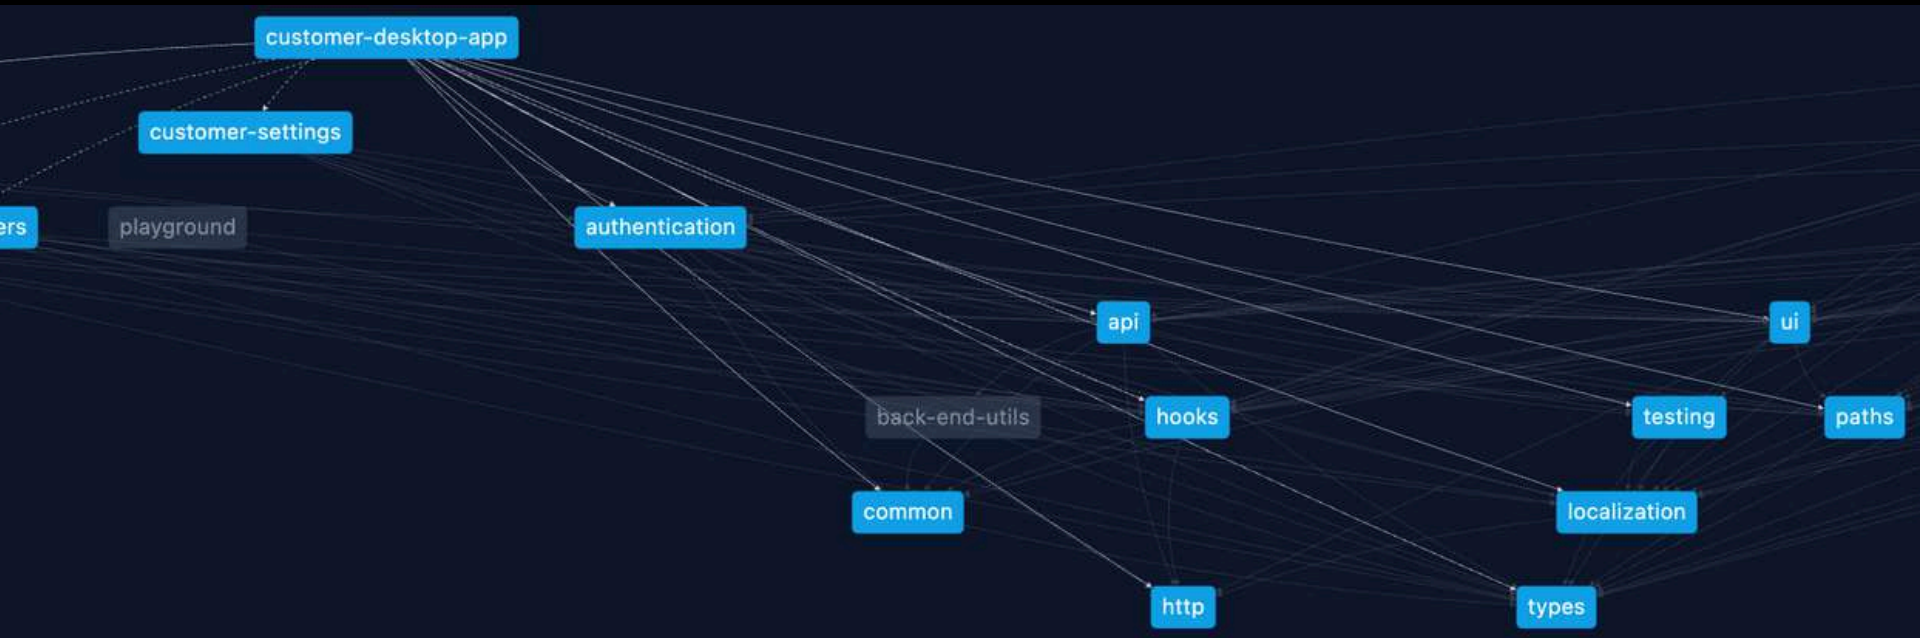 customer-desktop-app
customer-settings
ers
playground
authentication
api
ui
back-end-utils
hooks
testing
paths
common
localization
http
types